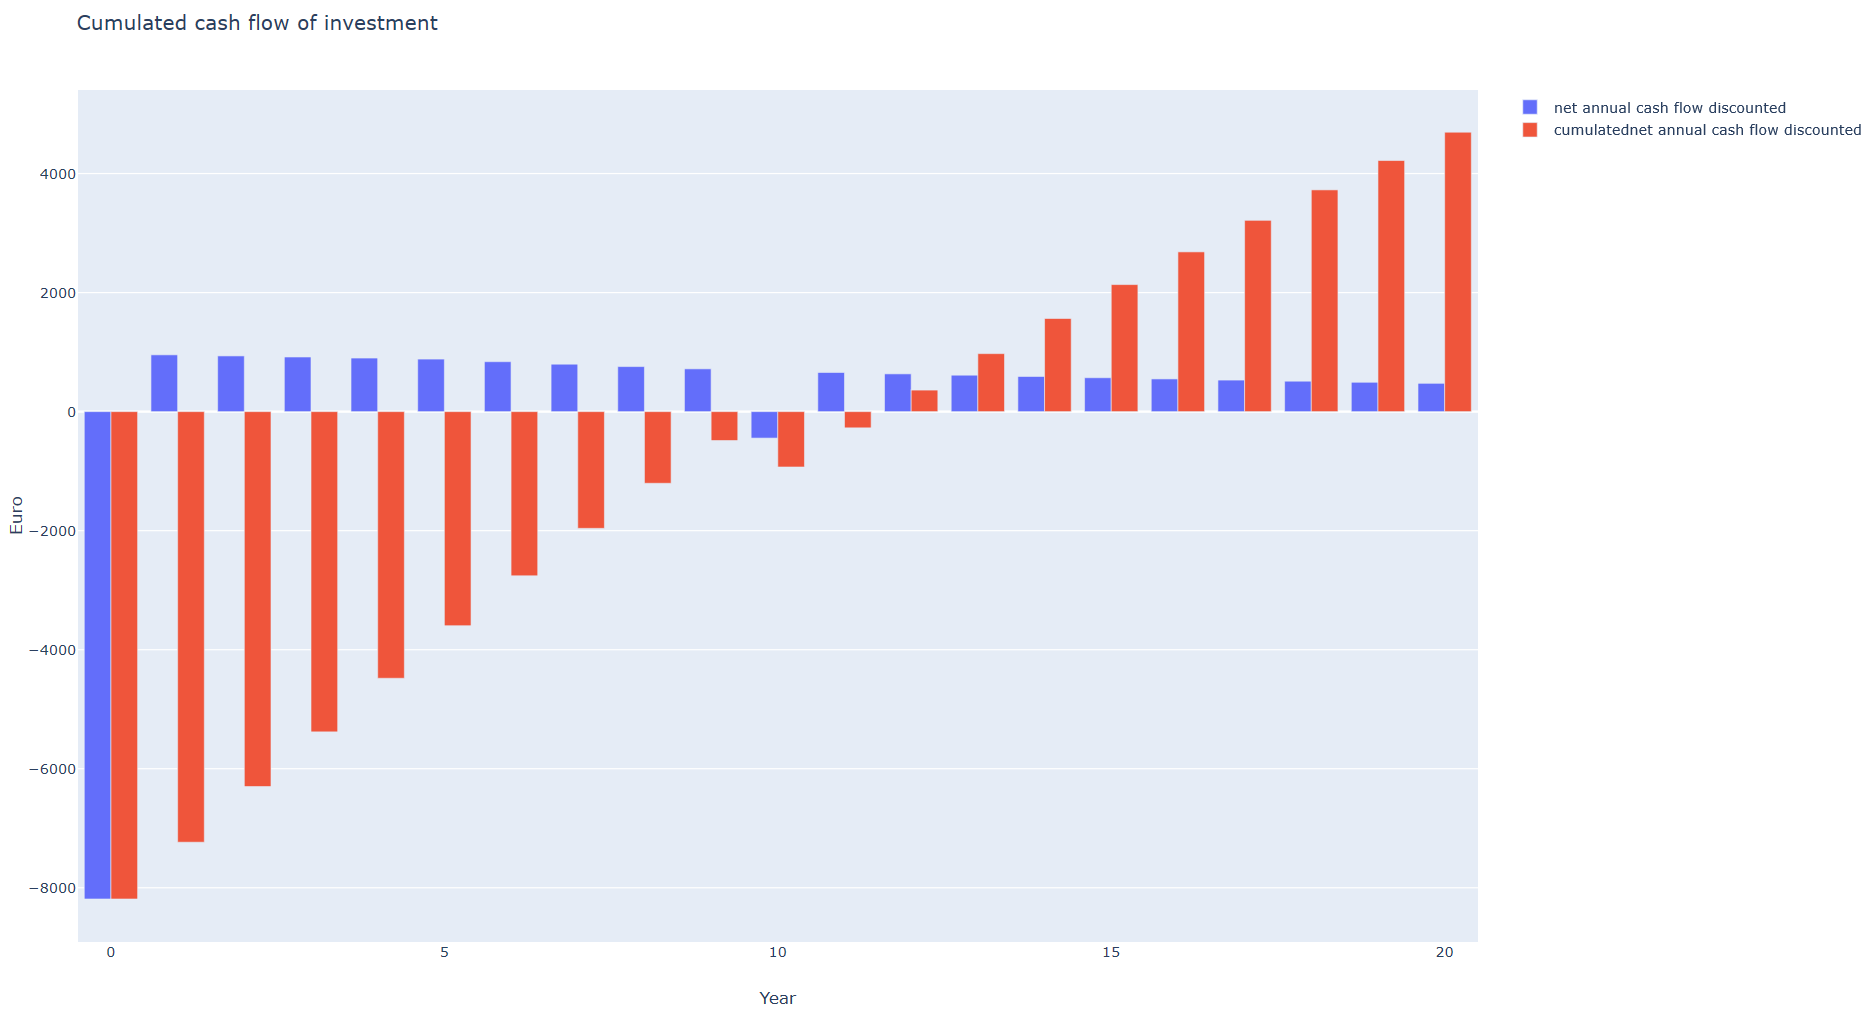 Cumulated cash flow of investment
net annual cash flow discounted
cumulatednet annual cash flow discounted
4000
2000
0
−2000
−4000
−6000
−8000
Euro
0 5 10 15 20
Year